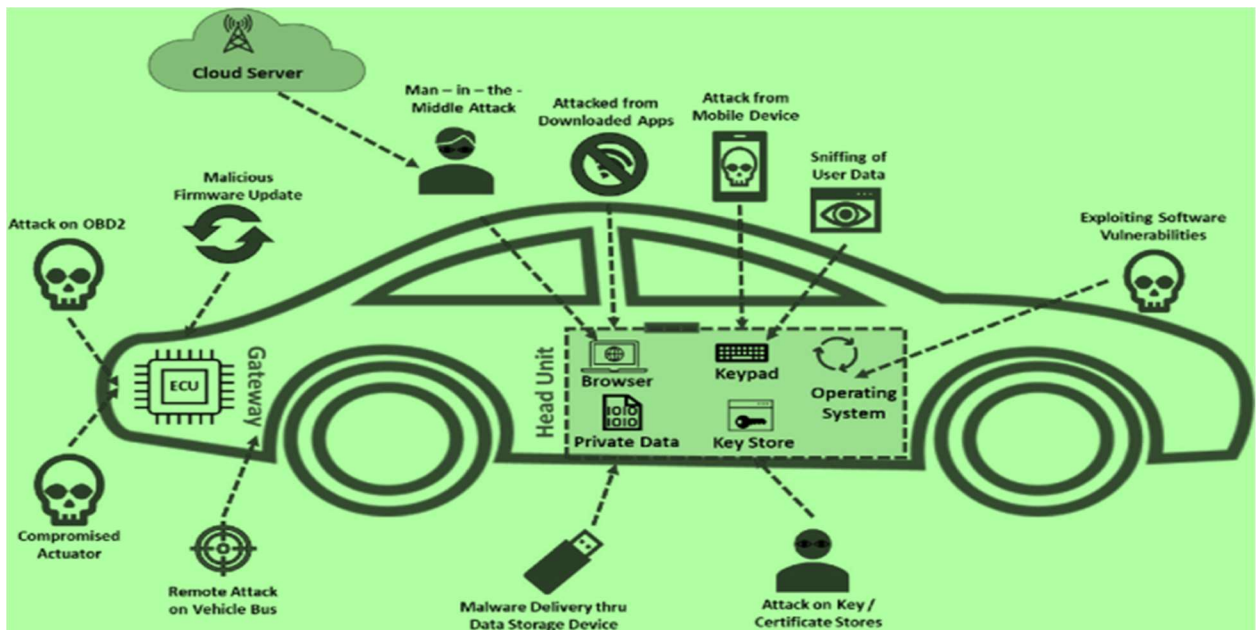 Cloud Server
Man – in – the -
Middle Attack
Attacked from
Downloaded Apps
Attack from
Mobile Device
Sniffing of
User Data
Malicious
Firmware Update
Attack on OBD2
Exploiting Software
Vulnerabilities
ECU
Gateway
Head Unit
Browser
Keypad
Operating
System
1010
1010
Private Data
Key Store
Compromised
Actuator
Remote Attack
on Vehicle Bus
Malware Delivery thru
Data Storage Device
Attack on Key /
Certificate Stores